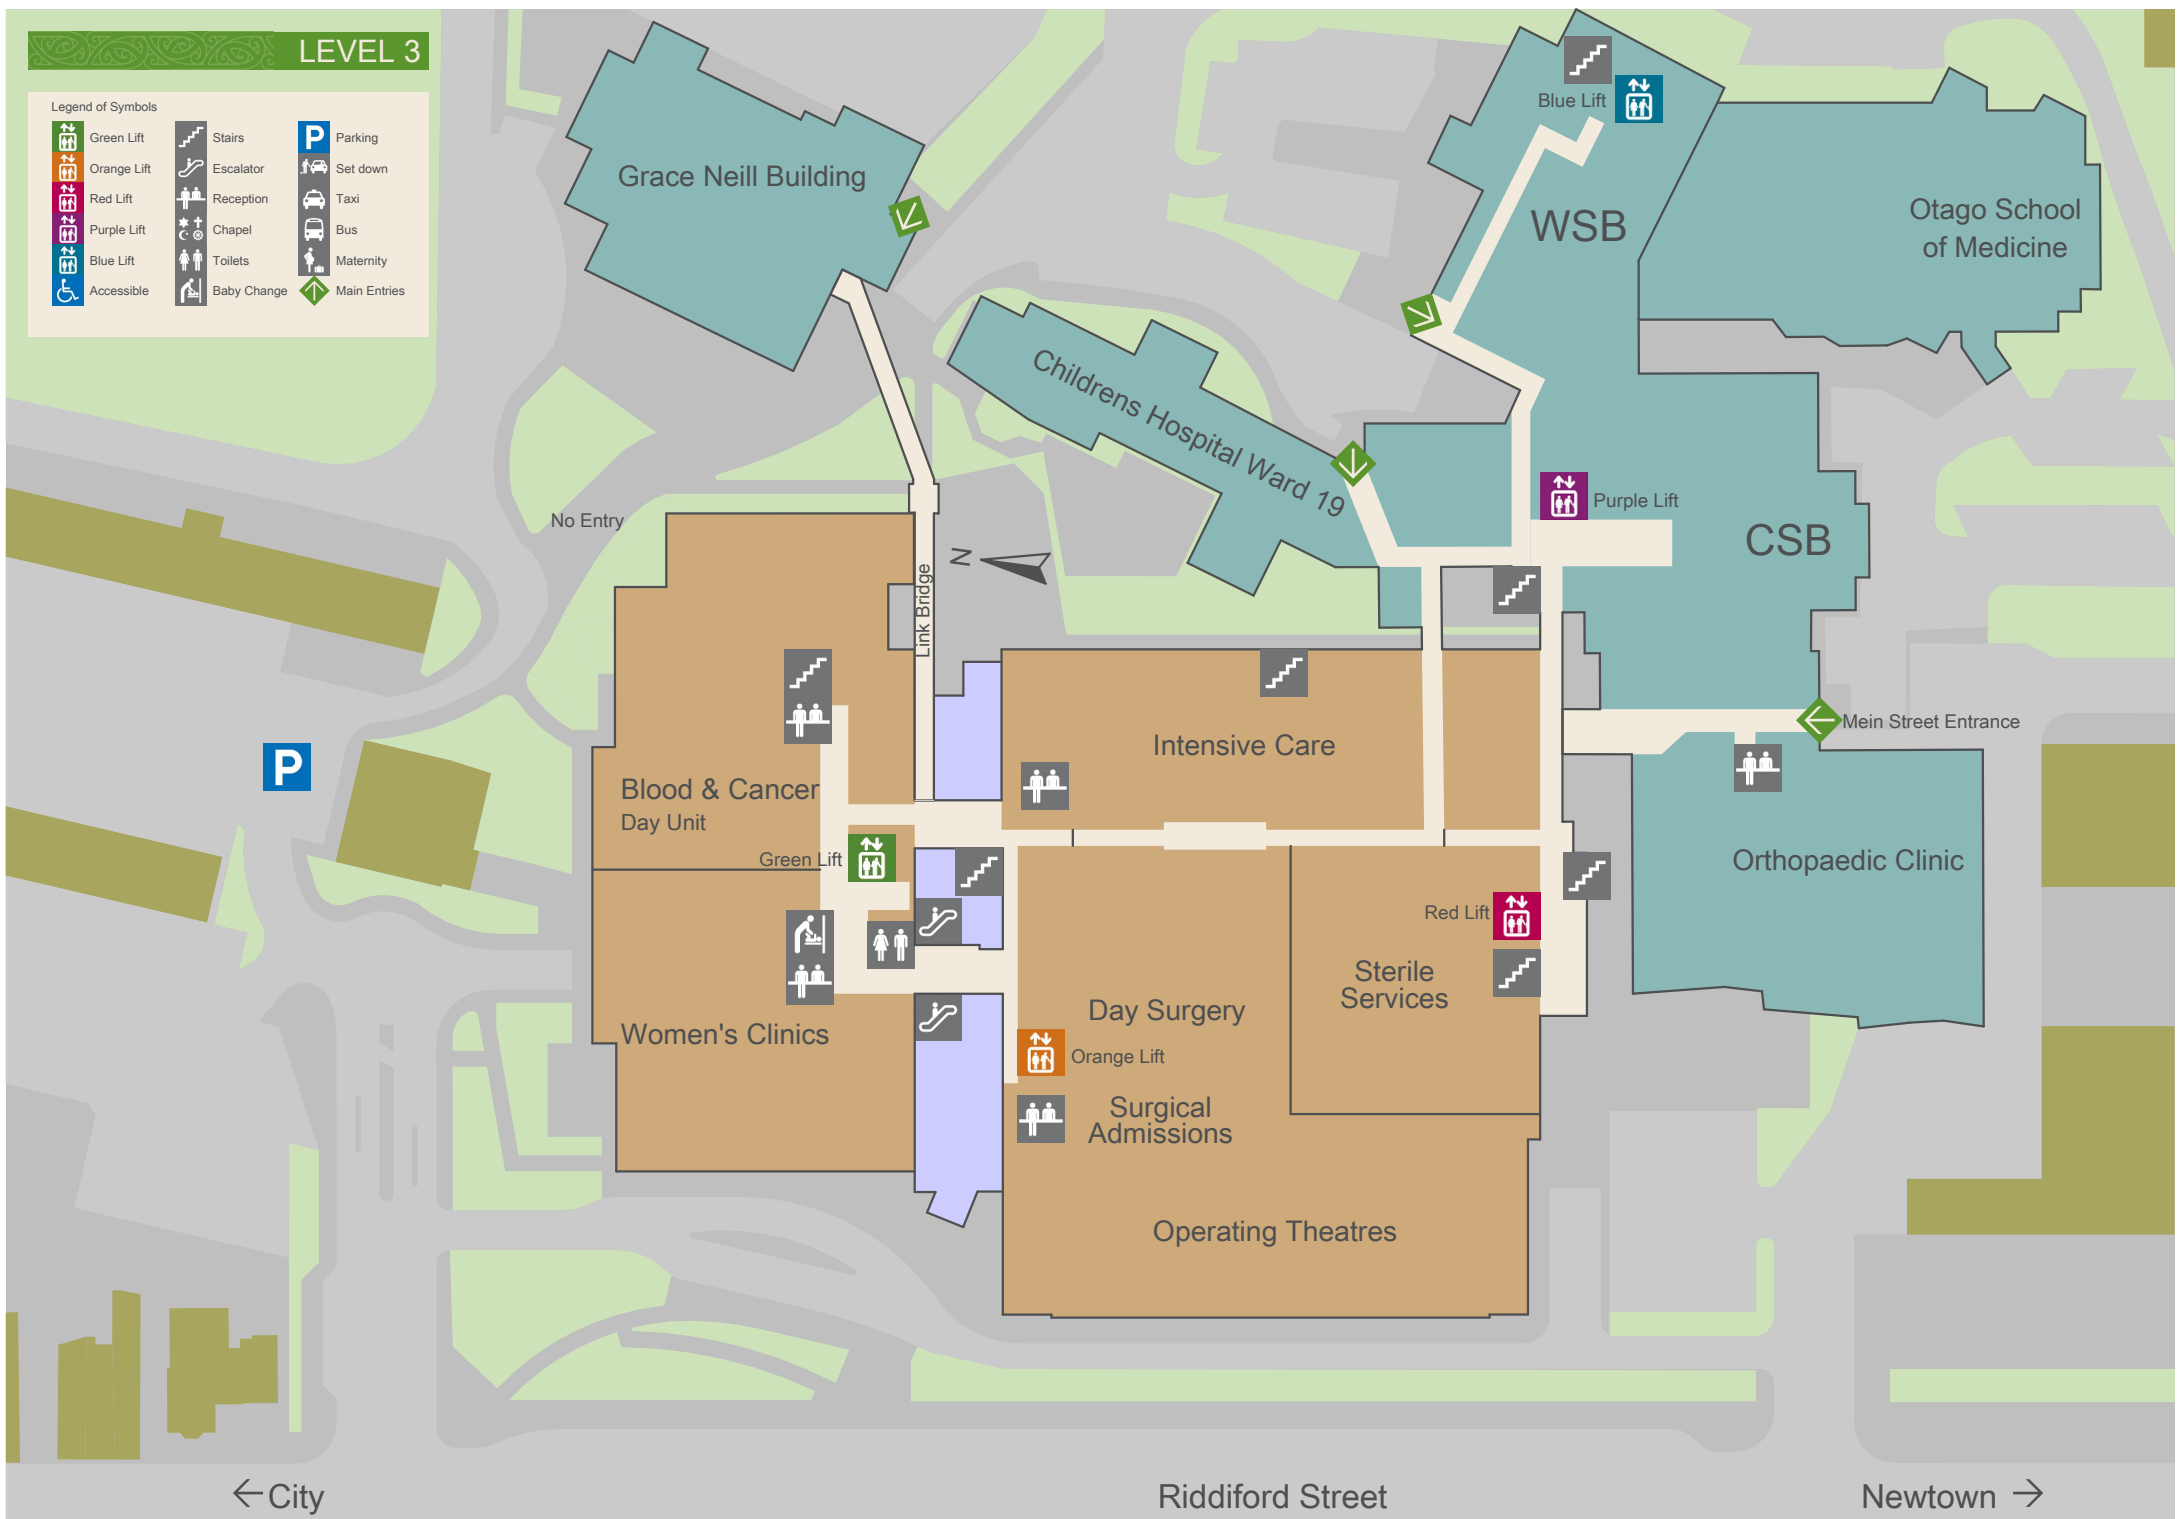 LEVEL 3
Legend of Symbols
Green Lift
Stairs
Parking
Orange Lift
Escalator
Set down
Red Lift
Reception
Taxi
Purple Lift
Chapel
Bus
Blue Lift
Toilets
Maternity
Accessible
Baby Change
Main Entries
P
Grace Neill Building
Blue Lift
WSB
Otago School
of Medicine
Childrens Hospital Ward 19
No Entry
Purple Lift
CSB
N
Link Bridge
Mein Street Entrance
P
Intensive Care
Blood & Cancer
Day Unit
Green Lift
Orthopaedic Clinic
Red Lift
Sterile
Services
Day Surgery
Women's Clinics
Orange Lift
Surgical
Admissions
Operating Theatres
City
Riddiford Street
Newtown